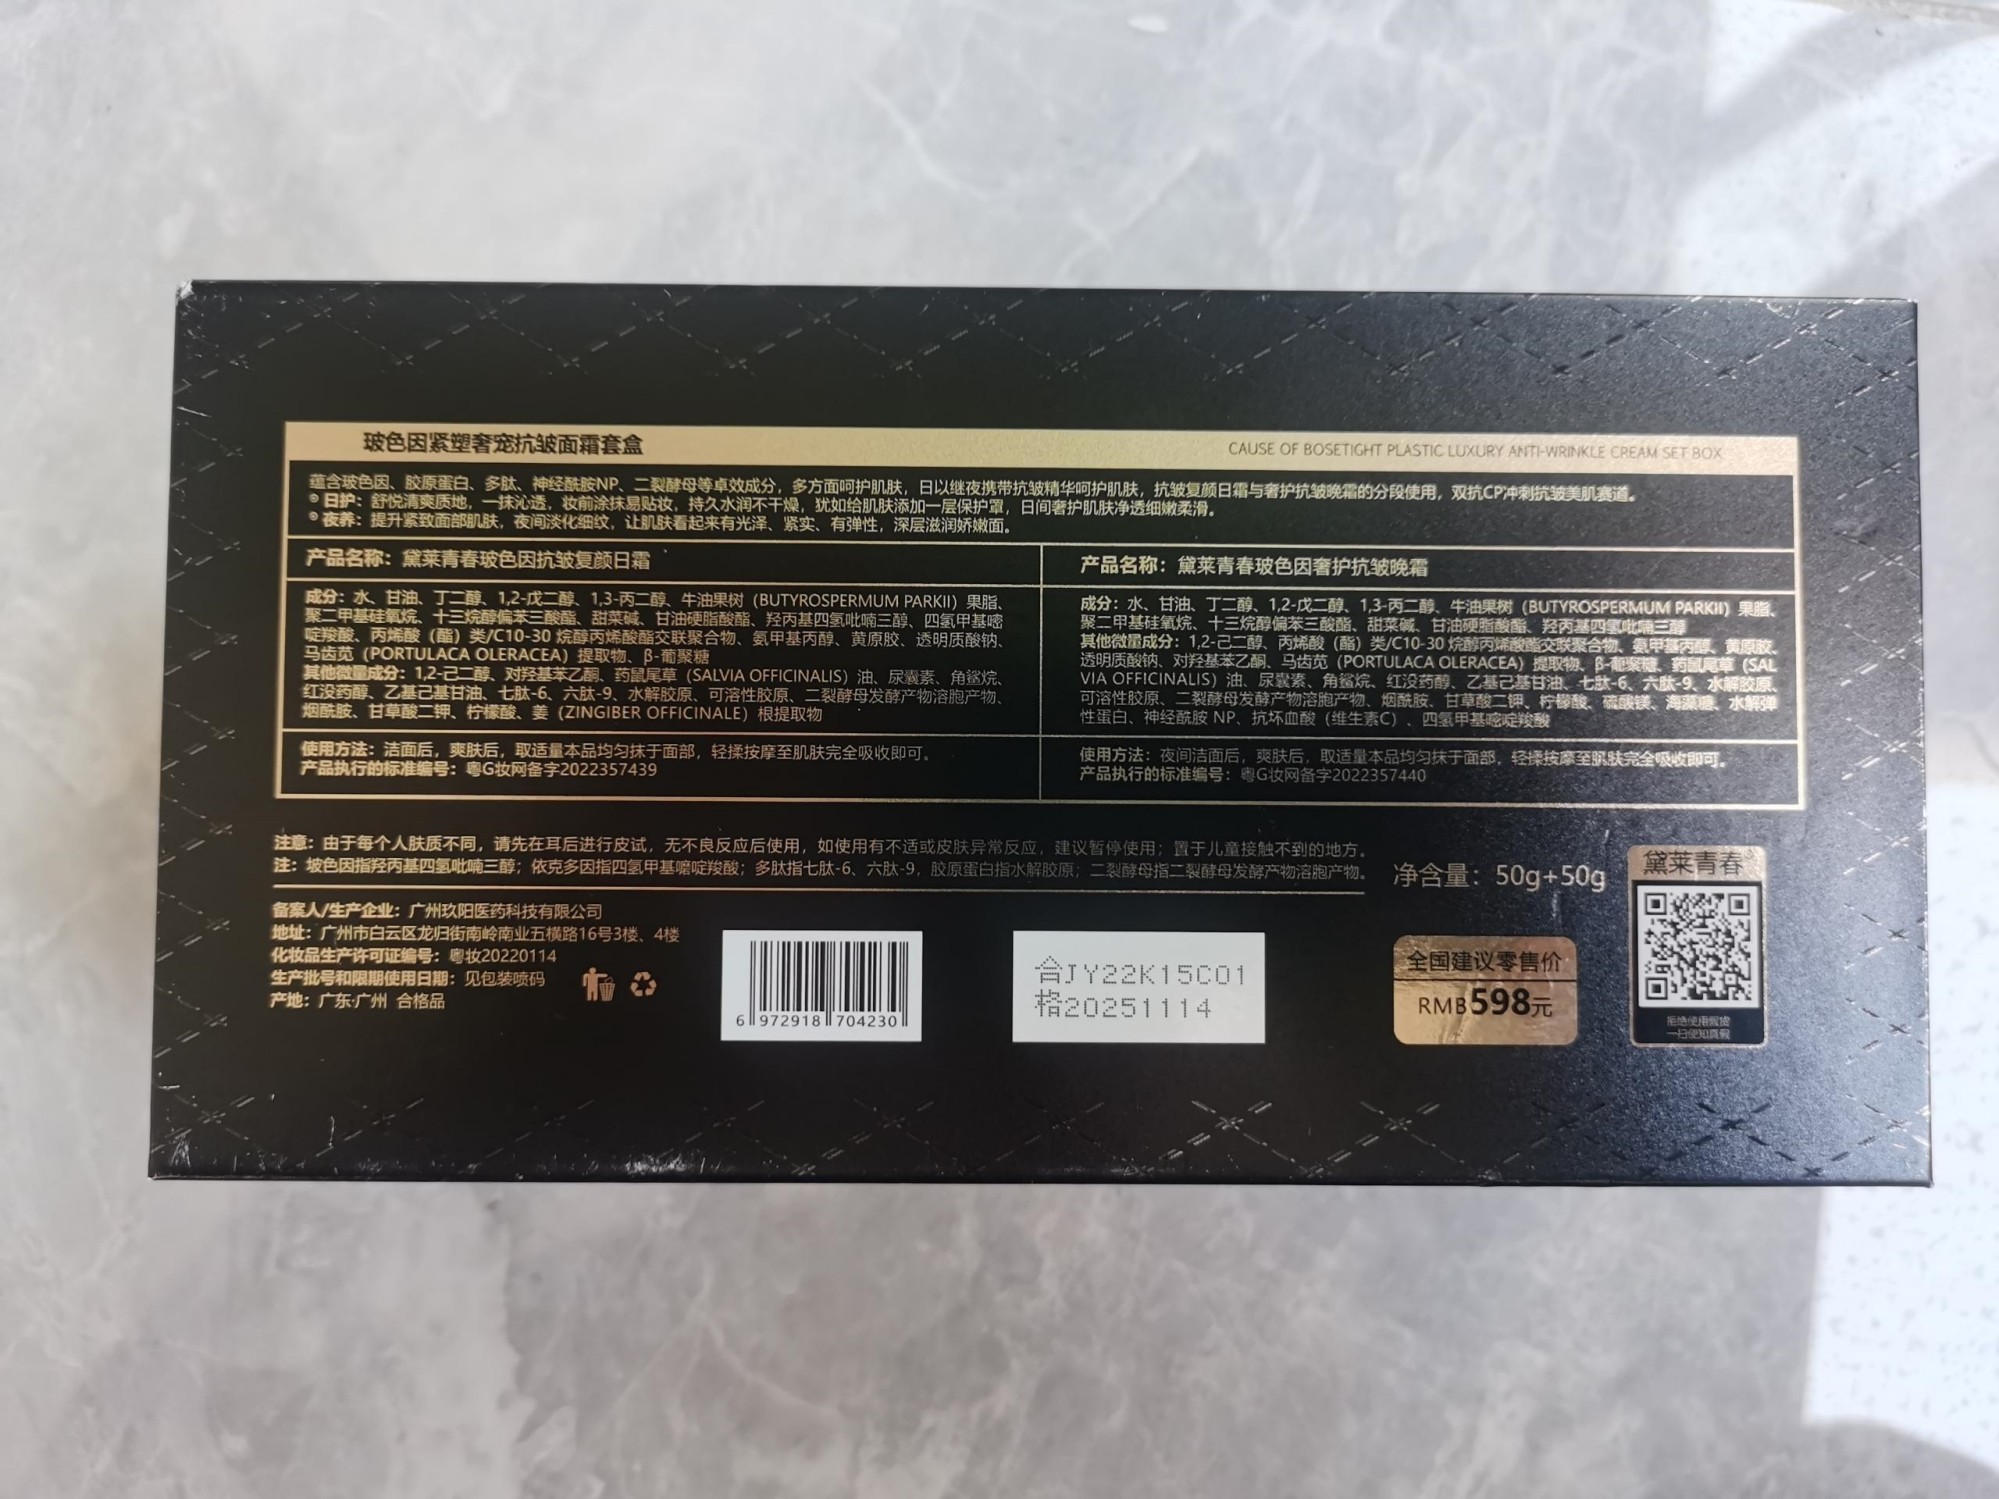 玻色因紧塑奢宠抗皱面霜套盒
CAUSE OF BOSETIGHT PLASTIC LUXURY ANTI-WRINKLE CREAM SET BOX
蕴含玻色因、胶原蛋白、多肽、神经酰胺NP、二裂酵母等卓效成分，多方面呵护肌肤，日以继夜携带抗皱精华呵护肌肤，抗皱复颜日霜与奢护抗皱晚霜的分段使用，双抗CP冲刺抗皱美肌赛道。
日护：舒悦清爽质地，一抹沁透，妆前涂抹易贴妆，持久水润不干燥，犹如给肌肤添加一层保护罩，日间奢护肌肤净透细嫩柔滑。
夜养：提升紧致面部肌肤，夜间淡化细纹，让肌肤看起来有光泽、紧实、有弹性，深层滋润娇嫩面。
产品名称：黛莱青春玻色因抗皱复颜日霜
成分：水、甘油、丁二醇、1,2-戊二醇、1,3-丙二醇、牛油果树（BUTYROSPERMUM PARKII）果脂、
聚二甲基硅氧烷、十三烷醇偏苯三酸酯、甜菜碱、甘油硬脂酸酯、羟丙基四氢吡喃三醇、四氢甲基嘧
啶羧酸、丙烯酸（酯）类/C10-30 烷醇丙烯酸酯交联聚合物、氨甲基丙醇、黄原胶、透明质酸钠、
马齿苋（PORTULACA OLERACEA）提取物、β-葡聚糖
其他微量成分：1,2-己二醇、对羟基苯乙酮、药鼠尾草（SALVIA OFFICINALIS）油、尿囊素、角鲨烷、
红没药醇、乙基己基甘油、七肽-6、六肽-9、水解胶原、可溶性胶原、二裂酵母发酵产物溶胞产物、
烟酰胺、甘草酸二钾、柠檬酸、姜（ZINGIBER OFFICINALE）根提取物
使用方法：洁面后，爽肤后，取适量本品均匀抹于面部，轻揉按摩至肌肤完全吸收即可。
产品执行的标准编号：粤G妆网备字2022357439
产品名称：黛莱青春玻色因奢护抗皱晚霜
成分：水、甘油、丁二醇、1,2-戊二醇、1,3-丙二醇、牛油果树（BUTYROSPERMUM PARKII）果脂、
聚二甲基硅氧烷、十三烷醇偏苯三酸酯、甜菜碱、甘油硬脂酸酯、羟丙基四氢吡喃三醇
其他微量成分：1,2-己二醇、丙烯酸（酯）类/C10-30 烷醇丙烯酸酯交联聚合物、氨甲基丙醇、黄原胶、
透明质酸钠、对羟基苯乙酮、马齿苋（PORTULACA OLERACEA）提取物、β-葡聚糖、药鼠尾草（SAL
VIA OFFICINALIS）油、尿囊素、角鲨烷、红没药醇、乙基己基甘油、七肽-6、六肽-9、水解胶原、
可溶性胶原、二裂酵母发酵产物溶胞产物、烟酰胺、甘草酸二钾、柠檬酸、硫酸镁、海藻糖、水解弹
性蛋白、神经酰胺 NP、抗坏血酸（维生素C）、四氢甲基嘧啶羧酸
使用方法：夜间洁面后，爽肤后，取适量本品均匀抹于面部，轻揉按摩至肌肤完全吸收即可。
产品执行的标准编号：粤G妆网备字2022357440
注意：由于每个人肤质不同，请先在耳后进行皮试，无不良反应后使用，如使用有不适或皮肤异常反应，建议暂停使用；置于儿童接触不到的地方。
注：坡色因指羟丙基四氢吡喃三醇；依克多因指四氢甲基嘧啶羧酸；多肽指七肽-6、六肽-9，胶原蛋白指水解胶原；二裂酵母指二裂酵母发酵产物溶胞产物。
备案人/生产企业：广州玖阳医药科技有限公司
地址：广州市白云区龙归街南岭南业五横路16号3楼、4楼
化妆品生产许可证编号：粤妆20220114
生产批号和限期使用日期：见包装喷码
产地：广东·广州 合格品
6 972918 704230
合JY22K15C01
格20251114
净含量：50g+50g
全国建议零售价
RMB598元
黛莱青春®
拒绝使用假货
一扫便知真假